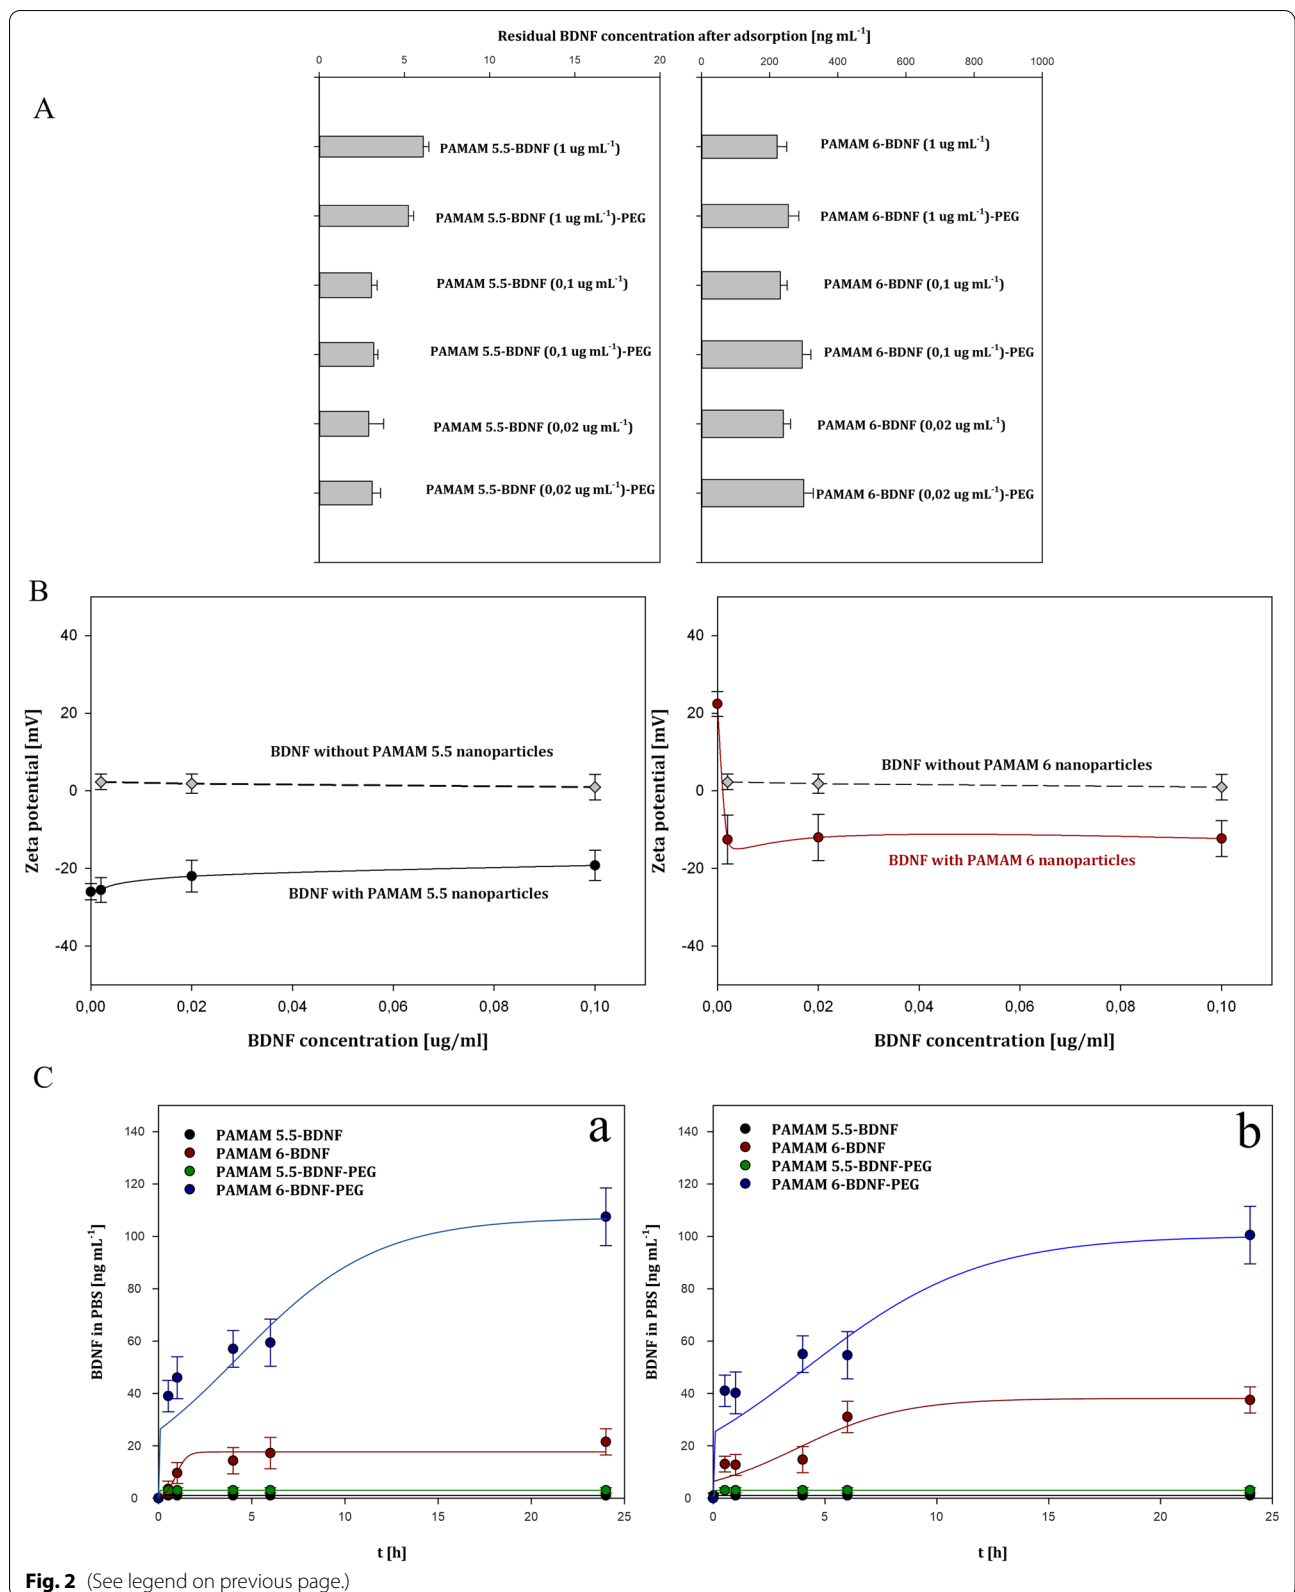 Residual BDNF concentration after adsorption [ng mL⁻¹]
0 5 10 15 20
0 200 400 600 800 1000
A
PAMAM 5.5-BDNF (1 ug mL⁻¹)
PAMAM 5.5-BDNF (1 ug mL⁻¹)-PEG
PAMAM 5.5-BDNF (0,1 ug mL⁻¹)
PAMAM 5.5-BDNF (0,1 ug mL⁻¹)-PEG
PAMAM 5.5-BDNF (0,02 ug mL⁻¹)
PAMAM 5.5-BDNF (0,02 ug mL⁻¹)-PEG
PAMAM 6-BDNF (1 ug mL⁻¹)
PAMAM 6-BDNF (1 ug mL⁻¹)-PEG
PAMAM 6-BDNF (0,1 ug mL⁻¹)
PAMAM 6-BDNF (0,1 ug mL⁻¹)-PEG
PAMAM 6-BDNF (0,02 ug mL⁻¹)
PAMAM 6-BDNF (0,02 ug mL⁻¹)-PEG
B
Zeta potential [mV]
40
20
0
-20
-40
BDNF without PAMAM 5.5 nanoparticles
BDNF with PAMAM 5.5 nanoparticles
0,00 0,02 0,04 0,06 0,08 0,10
BDNF concentration [ug/ml]
Zeta potential [mV]
40
20
0
-20
-40
BDNF without PAMAM 6 nanoparticles
BDNF with PAMAM 6 nanoparticles
0,00 0,02 0,04 0,06 0,08 0,10
BDNF concentration [ug/ml]
C
a
BDNF in PBS [ng mL⁻¹]
140
120
100
80
60
40
20
0
PAMAM 5.5-BDNF
PAMAM 6-BDNF
PAMAM 5.5-BDNF-PEG
PAMAM 6-BDNF-PEG
0 5 10 15 20 25
t [h]
b
BDNF in PBS [ng mL⁻¹]
140
120
100
80
60
40
20
0
PAMAM 5.5-BDNF
PAMAM 6-BDNF
PAMAM 5.5-BDNF-PEG
PAMAM 6-BDNF-PEG
0 5 10 15 20 25
t [h]
Fig. 2 (See legend on previous page.)